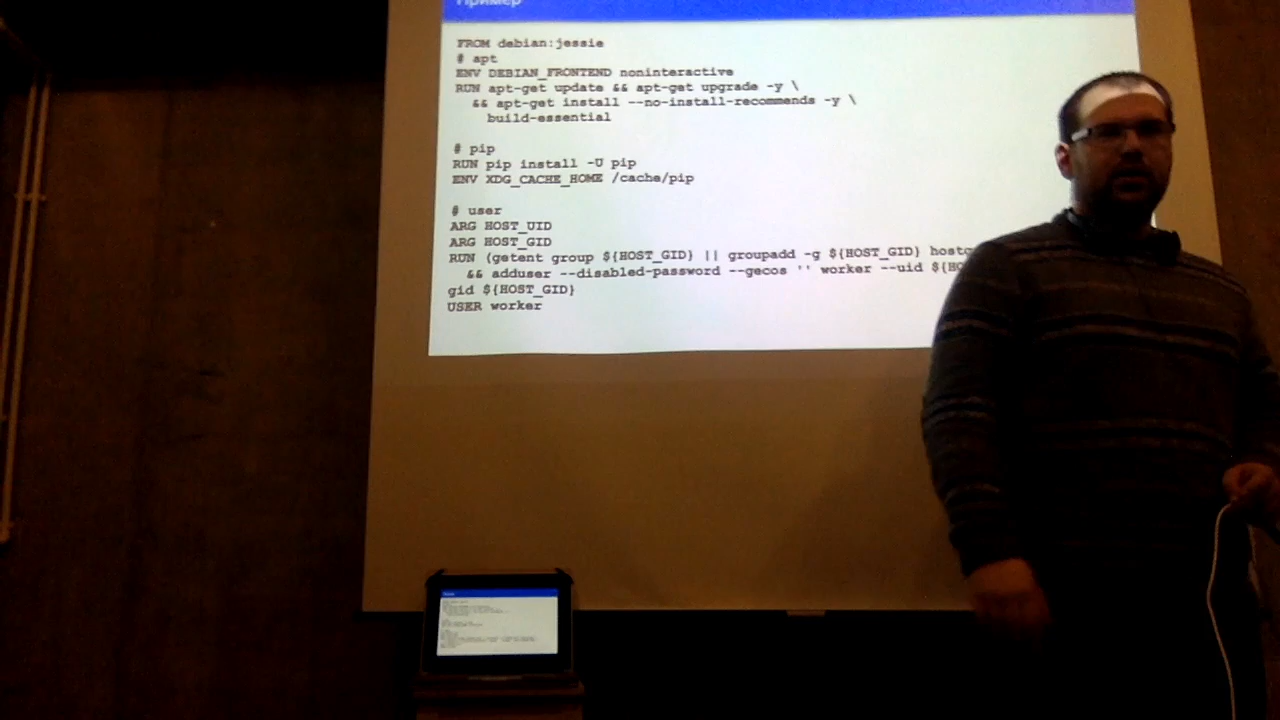 Пример
FROM debian:jessie
# apt
ENV DEBIAN_FRONTEND noninteractive
RUN apt-get update && apt-get upgrade -y \
&& apt-get install --no-install-recommends -y \
build-essential
# pip
RUN pip install -U pip
ENV XDG_CACHE_HOME /cache/pip
# user
ARG HOST_UID
ARG HOST_GID
RUN (getent group ${HOST_GID} || groupadd -g ${HOST_GID}
&& adduser --disabled-password --gecos '' worker --uid
gid ${HOST_GID}
USER worker